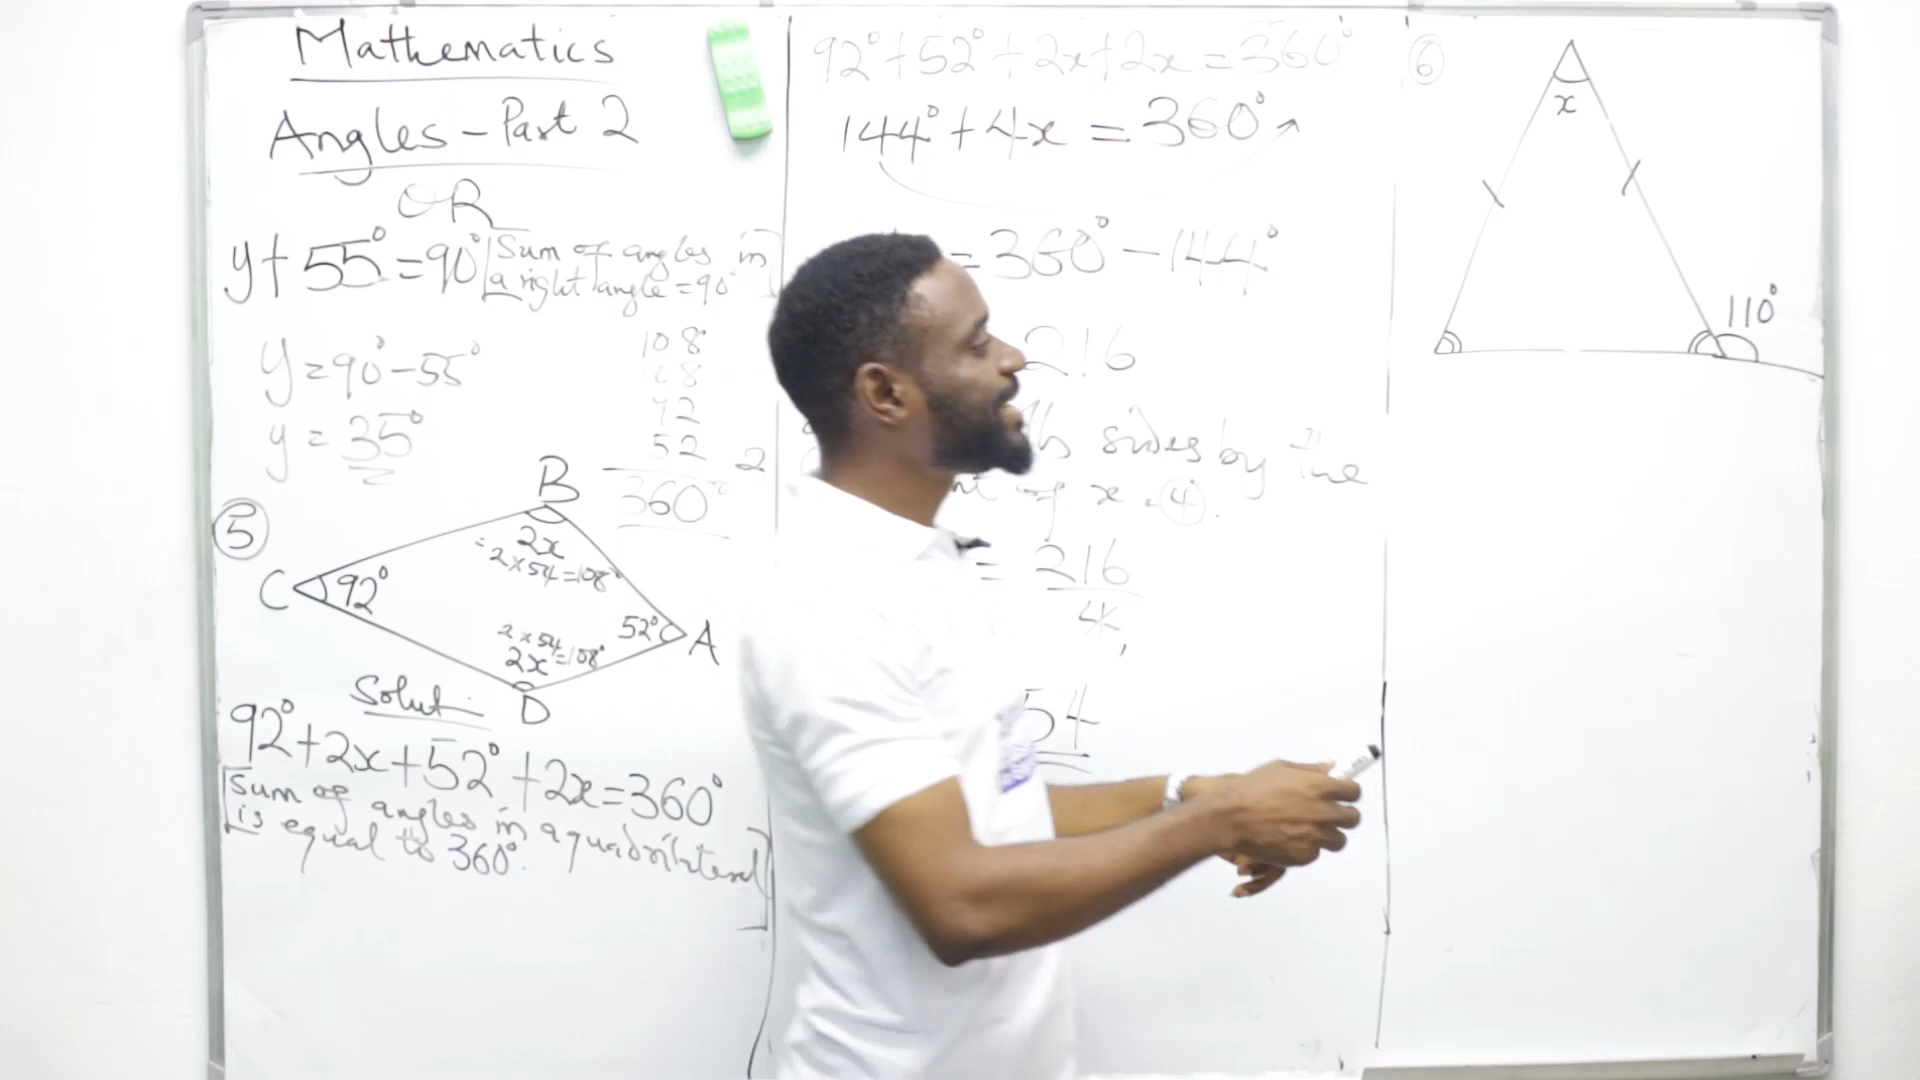 Mathematics
Angles - Part 2
OR
y + 55° = 90° [Sum of angles in
a right angle = 90°]
y = 90° - 55°
y = 35°
108°
108
92
52
2
360°
⑤
B
2x
= 2 x 54 = 108°
C
92°
52°
A
2 x 54
2x = 108°
D
Solut
92° + 2x + 52° + 2x = 360°
[Sum of angles in a quadrilateral
is equal to 360°.]
92° + 52° + 2x + 2x = 360°
144° + 4x = 360°
= 360° - 144°
216
sides by the
of x . ④.
= 216
4
54
⑥
x
110°